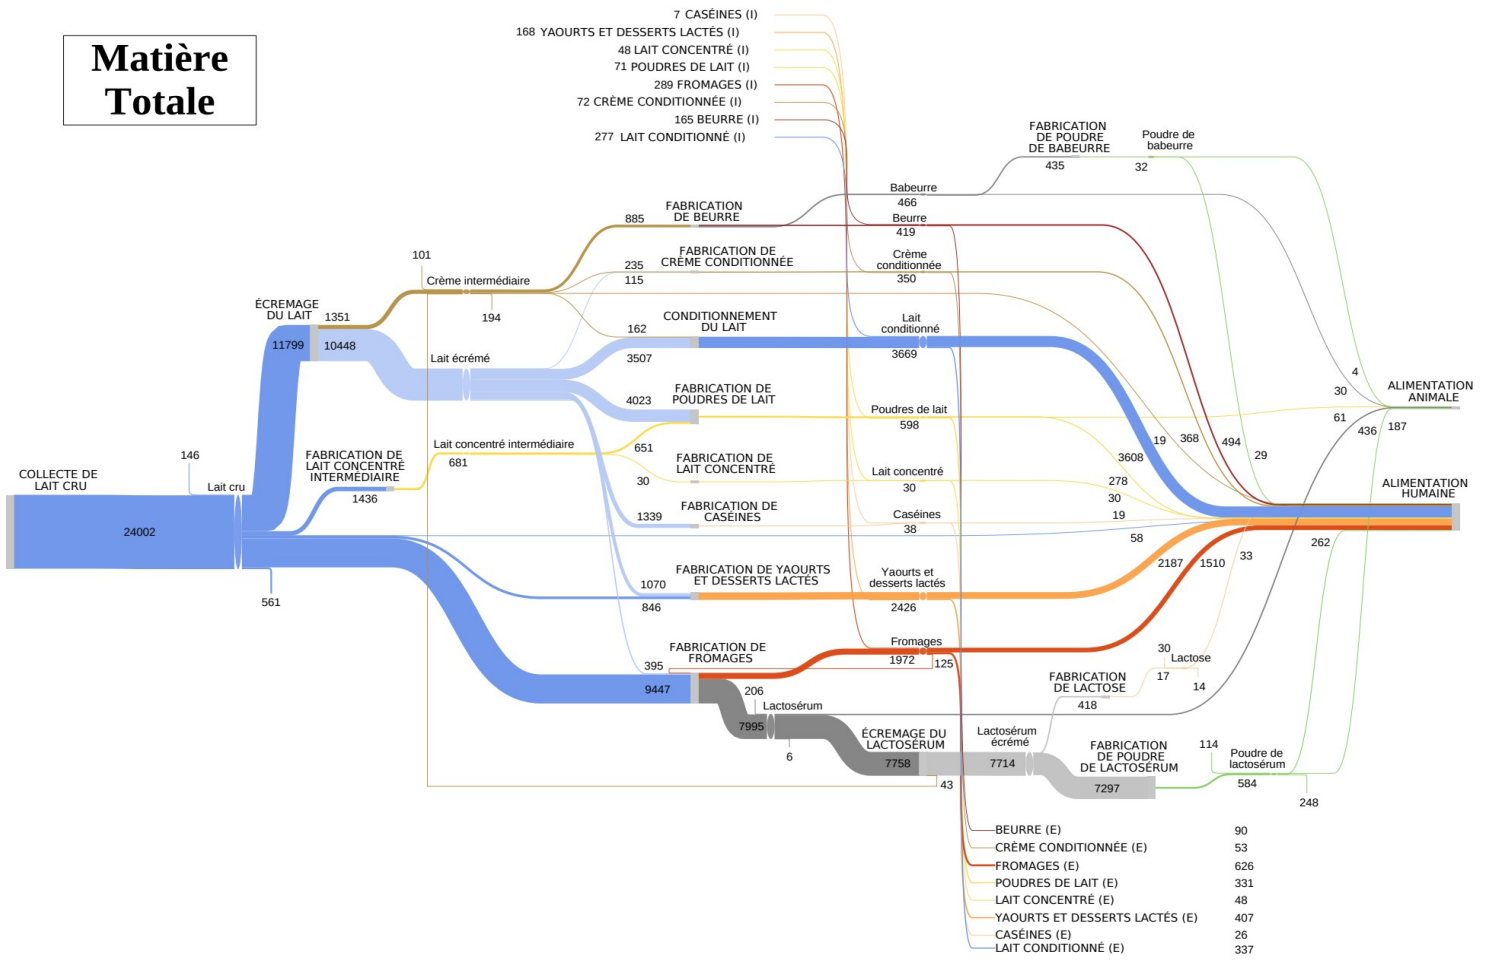 Matière
Totale
7 CASÉINES (I)
168 YAOURTS ET DESSERTS LACTÉS (I)
48 LAIT CONCENTRÉ (I)
71 POUDRES DE LAIT (I)
289 FROMAGES (I)
72 CRÈME CONDITIONNÉE (I)
165 BEURRE (I)
277 LAIT CONDITIONNÉ (I)
FABRICATION
DE POUDRE
DE BABEURRE
435
Poudre de
babeurre
32
Babeurre
466
885
FABRICATION
DE BEURRE
Beurre
419
101
Crème intermédiaire
194
235
115
FABRICATION DE
CRÈME CONDITIONNÉE
Crème
conditionnée
350
ÉCREMAGE
DU LAIT
1351
11799
10448
Lait écrémé
162
3507
CONDITIONNEMENT
DU LAIT
Lait
conditionné
3669
4023
FABRICATION DE
POUDRES DE LAIT
Poudres de lait
598
4
30
61
436
187
ALIMENTATION
ANIMALE
19
368
494
29
3608
146
Lait cru
FABRICATION DE
LAIT CONCENTRÉ
INTERMÉDIAIRE
1436
Lait concentré intermédiaire
681
651
30
FABRICATION DE
LAIT CONCENTRÉ
Lait concentré
30
278
30
19
58
ALIMENTATION
HUMAINE
COLLECTE DE
LAIT CRU
24002
561
1339
FABRICATION DE
CASÉINES
Caséines
38
1070
846
FABRICATION DE YAOURTS
ET DESSERTS LACTÉS
Yaourts et
desserts lactés
2426
2187
1510
33
262
395
9447
FABRICATION DE
FROMAGES
Fromages
1972
125
206
Lactosérum
7995
6
ÉCREMAGE DU
LACTOSÉRUM
7758
43
Lactosérum
écrémé
7714
FABRICATION
DE LACTOSE
418
30
17
Lactose
14
FABRICATION
DE POUDRE
DE LACTOSÉRUM
7297
114
Poudre de
lactosérum
584
248
BEURRE (E) 90
CRÈME CONDITIONNÉE (E) 53
FROMAGES (E) 626
POUDRES DE LAIT (E) 331
LAIT CONCENTRÉ (E) 48
YAOURTS ET DESSERTS LACTÉS (E) 407
CASÉINES (E) 26
LAIT CONDITIONNÉ (E) 337